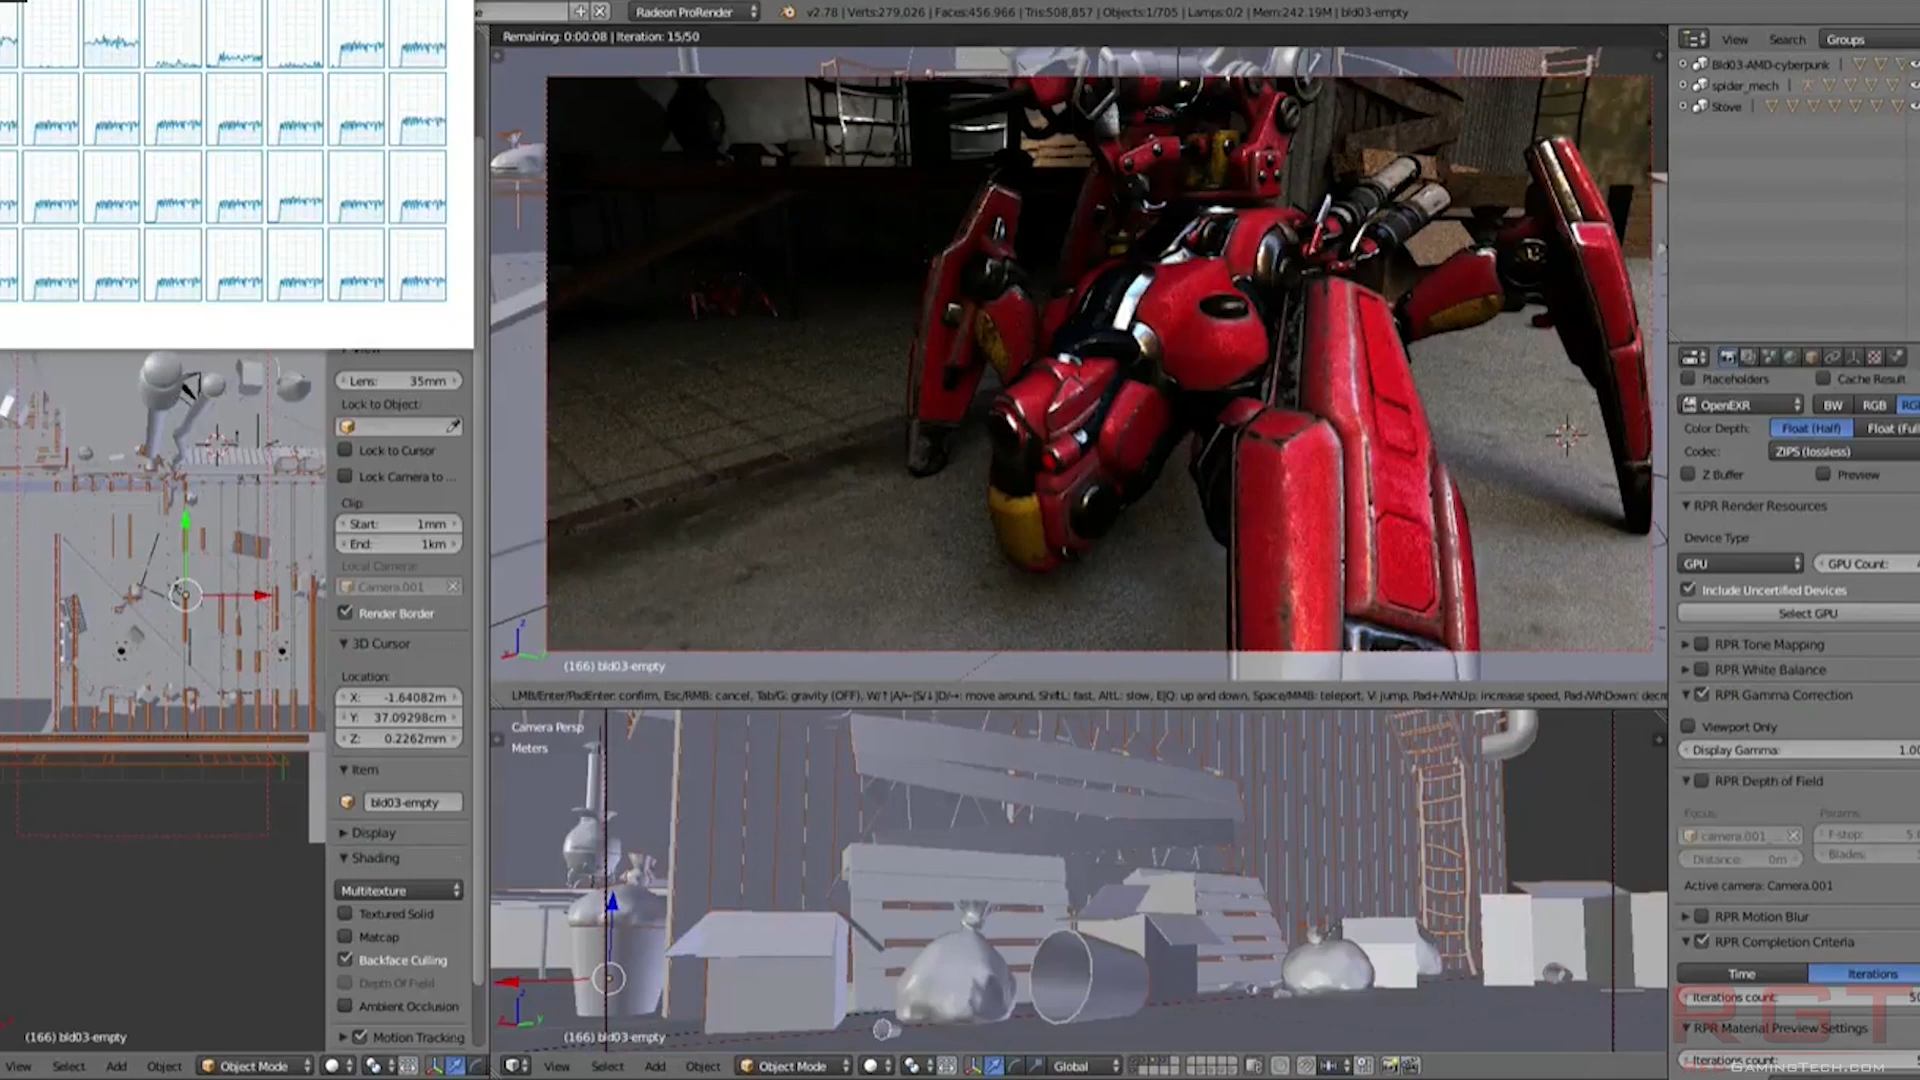 Radeon ProRender
v2.78 | Verts:279,026 | Faces:456,966 | Tris:508,857 | Objects:1/705 | Lamps:0/2 | Mem:242.19M | bld03-empty
Remaining: 0:00:08 | Iteration: 15/50
View Search Groups
Bld03-AMD-cyberpunk
spider_mech
Stove
(166) bld03-empty
LMB/Enter/PadEnter: confirm, Esc/RMB: cancel, Tab/G: gravity (OFF),
move around, ShiftL: fast, AltL: slow, E|Q: up and down, Space/MMB: teleport, V: jump, Pad+/WhUp: increase speed, Pad-/WhDown: decre
Lens: 35mm
Lock to Object:
Lock to Cursor
Lock Camera to ...
Clip:
Start: 1mm
End: 1km
Local Camera:
Camera.001
Render Border
3D Cursor
Location:
X: -1.64082m
Y: 37.09298cm
Z: 0.2262mm
Item
bld03-empty
Display
Shading
Multitexture
Textured Solid
Matcap
Backface Culling
Depth Of Field
Ambient Occlusion
Motion Tracking
(166) bld03-empty
View Select Add Object Object Mode
Camera Persp
Meters
(166) bld03-empty
View Select Add Object Object Mode Global
Placeholders Cache Result
OpenEXR BW RGB
Color Depth: Float (Half) Float (Full
Codec: ZIPS (lossless)
Z Buffer Preview
RPR Render Resources
Device Type
GPU GPU Count:
Include Uncertified Devices
Select GPU
RPR Tone Mapping
RPR White Balance
RPR Gamma Correction
Viewport Only
Display Gamma: 1.00
RPR Depth of Field
Focus: Params:
camera.001 F-stop:
Distance: 0m Blades:
Active camera: Camera.001
RPR Motion Blur
RPR Completion Criteria
Time Iterations
Iterations count:
RPR Material Preview Settings
Iterations count:
RGT
GamingTech.com